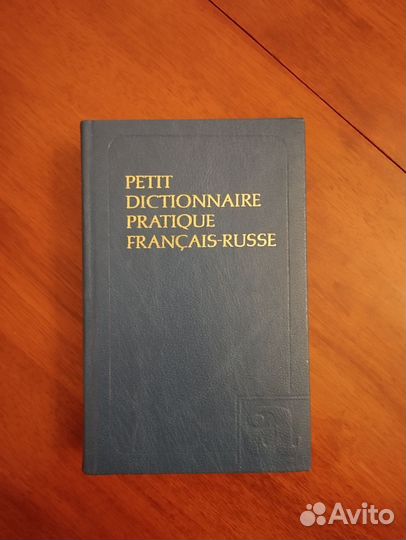 PETIT
DICTIONNAIRE
PRATIQUE
FRANÇAIS-RUSSE
Avito